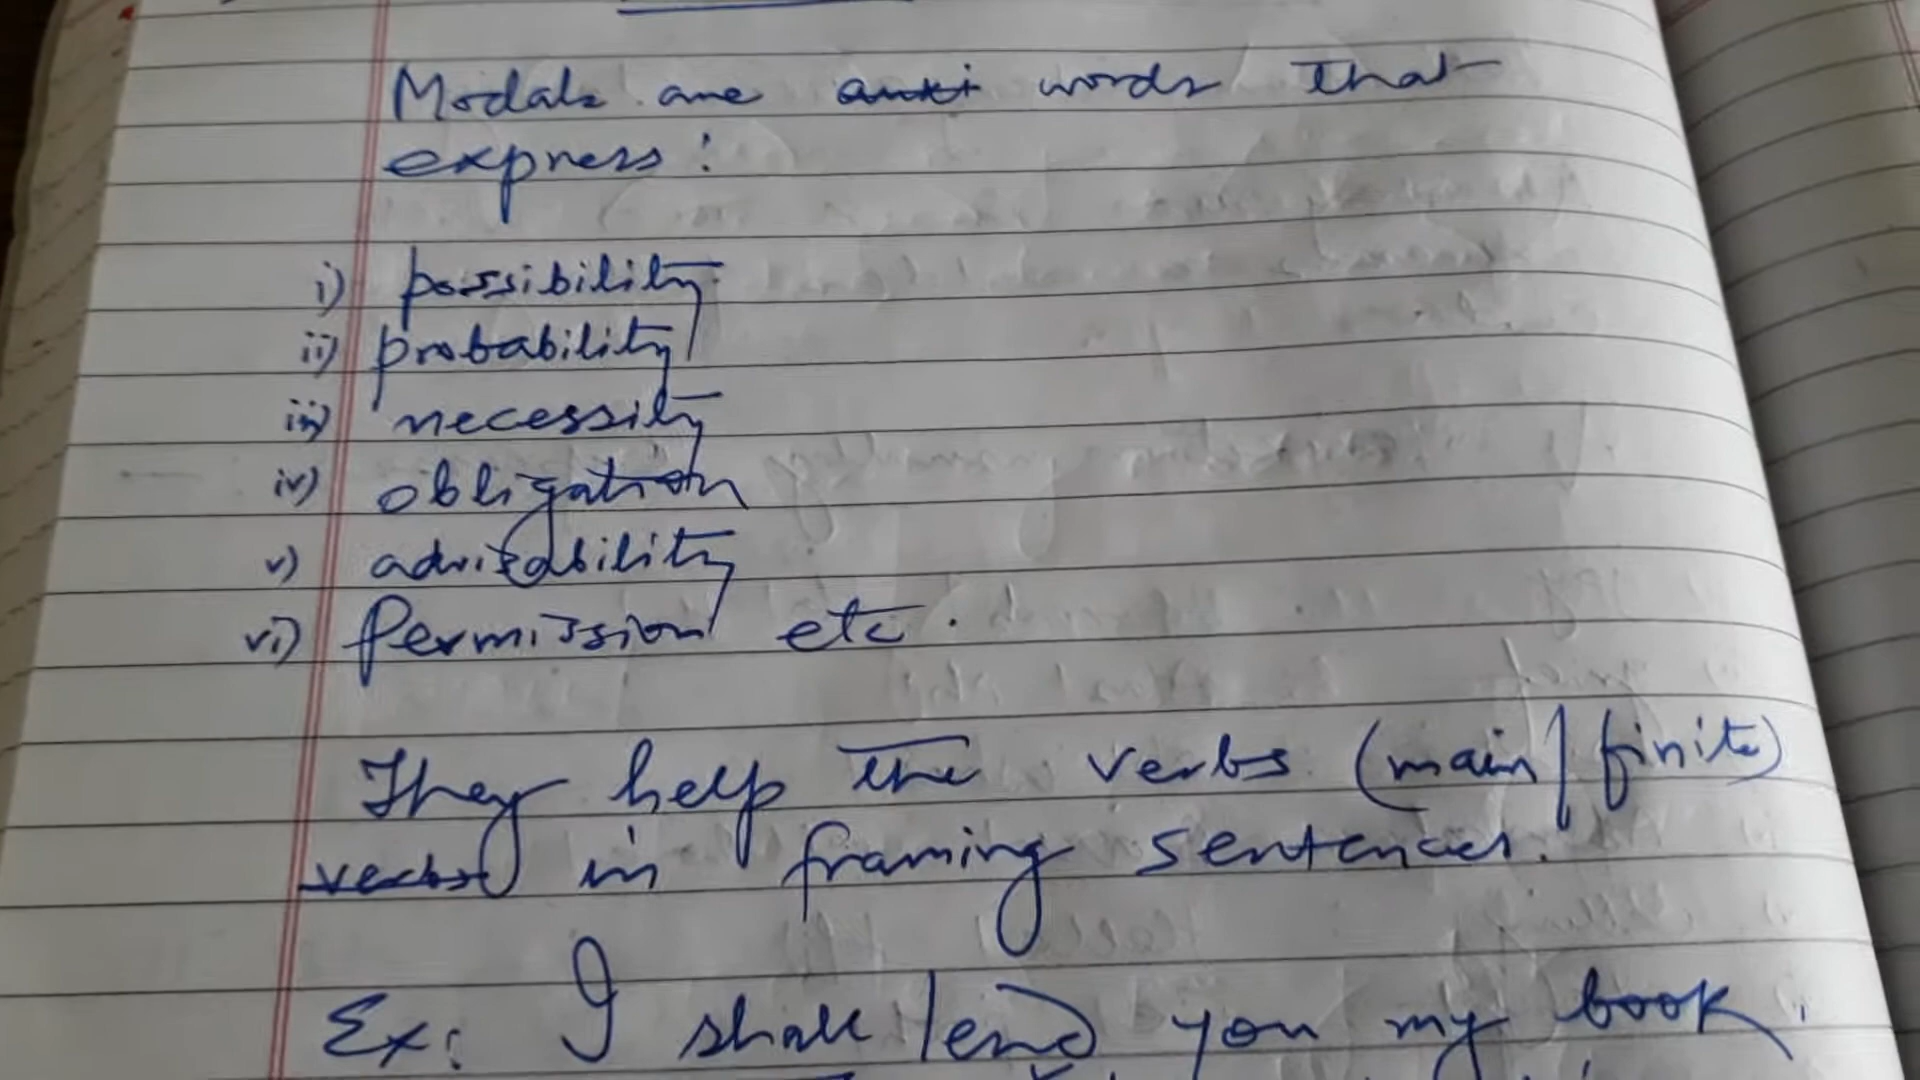 Modals are words that
express:
i) possibility
ii) probability
iii) necessity
iv) obligation
v) advisability
vi) Permission etc.
They help the verbs (main/finite)
verbs in framing sentences.
Ex: I shall lend you my book.